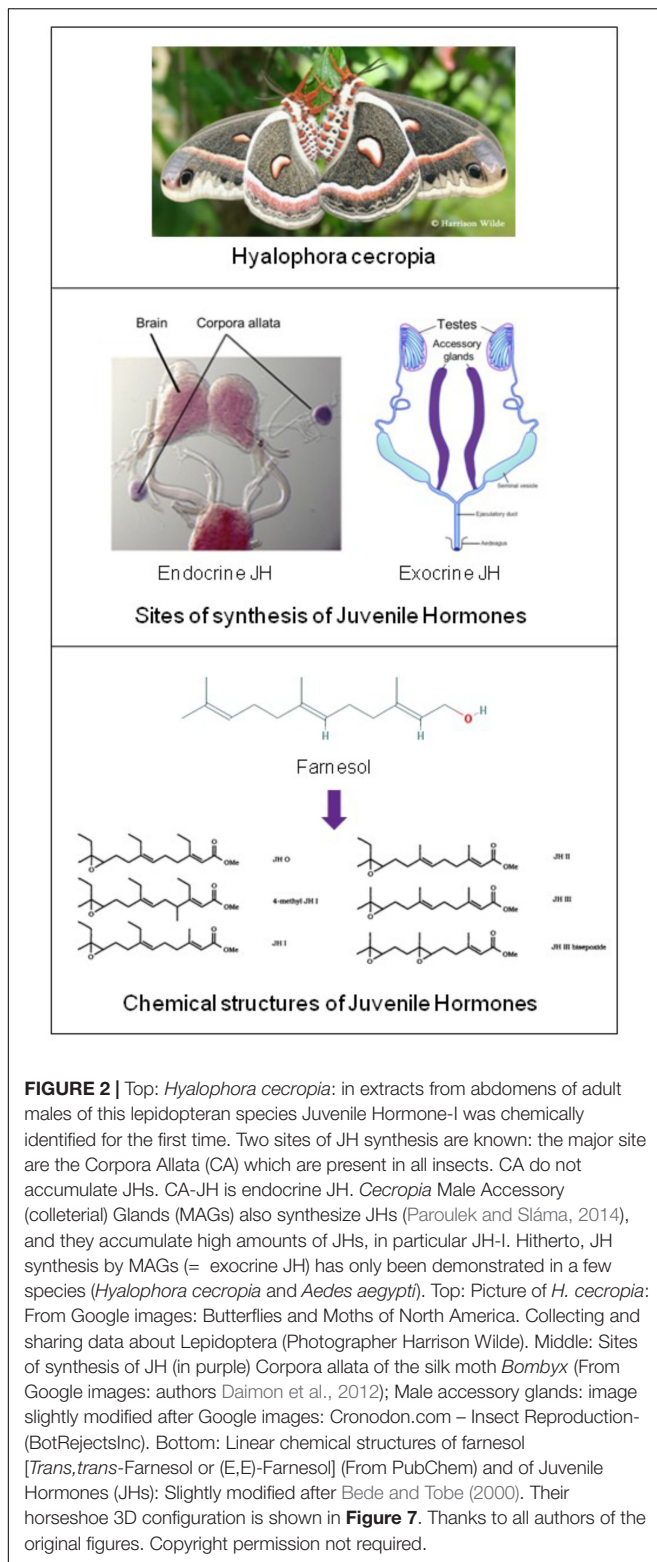 © Harrison Wilde
Hyalophora cecropia
Brain
Corpora allata
Testes
Accessory
glands
Seminal vesicle
Ejaculatory duct
Aedeagus
Endocrine JH
Exocrine JH
Sites of synthesis of Juvenile Hormones
H
O
H
H
Farnesol
O
O
OMe
JH O
O
O
OMe
4-methyl JH I
O
O
OMe
JH I
O
O
OMe
JH II
O
O
OMe
JH III
O
O
O
OMe
JH III bisepoxide
Chemical structures of Juvenile Hormones
FIGURE 2 | Top: Hyalophora cecropia: in extracts from abdomens of adult
males of this lepidopteran species Juvenile Hormone-I was chemically
identified for the first time. Two sites of JH synthesis are known: the major site
are the Corpora Allata (CA) which are present in all insects. CA do not
accumulate JHs. CA-JH is endocrine JH. Cecropia Male Accessory
(colleterial) Glands (MAGs) also synthesize JHs (Paroulek and Sláma, 2014),
and they accumulate high amounts of JHs, in particular JH-I. Hitherto, JH
synthesis by MAGs (= exocrine JH) has only been demonstrated in a few
species (Hyalophora cecropia and Aedes aegypti). Top: Picture of H. cecropia:
From Google images: Butterflies and Moths of North America. Collecting and
sharing data about Lepidoptera (Photographer Harrison Wilde). Middle: Sites
of synthesis of JH (in purple) Corpora allata of the silk moth Bombyx (From
Google images: authors Daimon et al., 2012); Male accessory glands: image
slightly modified after Google images: Cronodon.com – Insect Reproduction-
(BotRejectsInc). Bottom: Linear chemical structures of farnesol
[Trans,trans-Farnesol or (E,E)-Farnesol] (From PubChem) and of Juvenile
Hormones (JHs): Slightly modified after Bede and Tobe (2000). Their
horseshoe 3D configuration is shown in Figure 7. Thanks to all authors of the
original figures. Copyright permission not required.